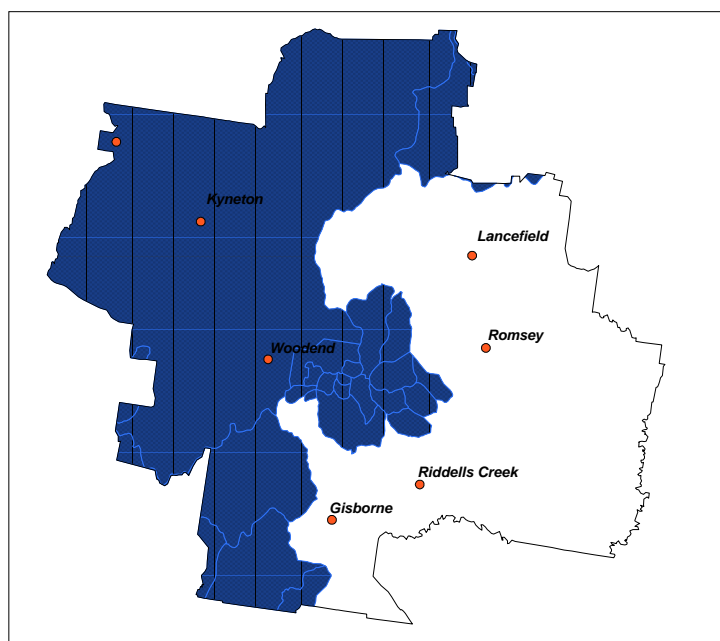 Kyneton
Lancefield
Romsey
Woodend
Riddells Creek
Gisborne